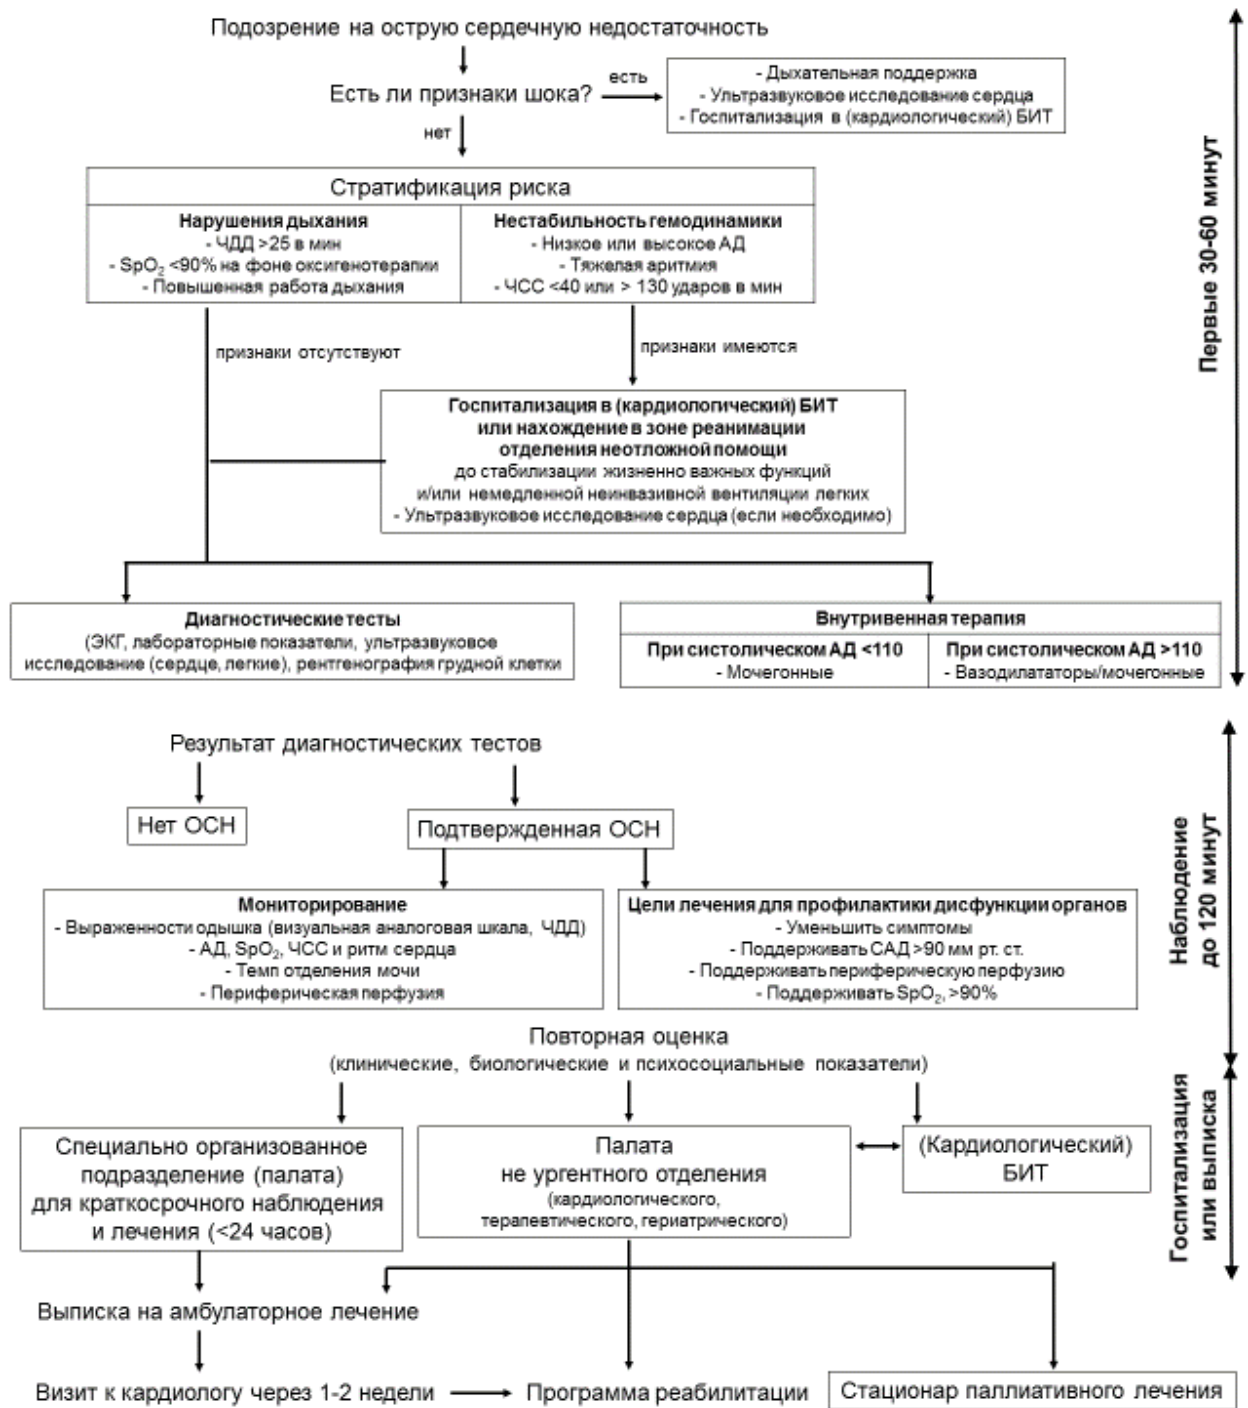 Подозрение на острую сердечную недостаточность
Есть ли признаки шока?
есть
- Дыхательная поддержка
- Ультразвуковое исследование сердца
- Госпитализация в (кардиологический) БИТ
нет
Стратификация риска
Нарушения дыхания
- ЧДД >25 в мин
- SpO₂ <90% на фоне оксигенотерапии
- Повышенная работа дыхания
Нестабильность гемодинамики
- Низкое или высокое АД
- Тяжелая аритмия
- ЧСС <40 или > 130 ударов в мин
признаки отсутствуют
признаки имеются
Госпитализация в (кардиологический) БИТ
или нахождение в зоне реанимации
отделения неотложной помощи
до стабилизации жизненно важных функций
и/или немедленной неинвазивной вентиляции легких
- Ультразвуковое исследование сердца (если необходимо)
Диагностические тесты
(ЭКГ, лабораторные показатели, ультразвуковое
исследование (сердце, легкие), рентгенография грудной клетки
Внутривенная терапия
При систолическом АД <110
- Мочегонные
При систолическом АД >110
- Вазодилататоры/мочегонные
Первые 30-60 минут
Результат диагностических тестов
Нет ОСН
Подтвержденная ОСН
Мониторирование
- Выраженности одышка (визуальная аналоговая шкала, ЧДД)
- АД, SpO₂, ЧСС и ритм сердца
- Темп отделения мочи
- Периферическая перфузия
Цели лечения для профилактики дисфункции органов
- Уменьшить симптомы
- Поддерживать САД >90 мм рт. ст.
- Поддерживать периферическую перфузию
- Поддерживать SpO₂, >90%
Наблюдение
до 120 минут
Повторная оценка
(клинические, биологические и психосоциальные показатели)
Специально организованное
подразделение (палата)
для краткосрочного наблюдения
и лечения (<24 часов)
Палата
не ургентного отделения
(кардиологического,
терапевтического, гериатрического)
(Кардиологический)
БИТ
Госпитализация
или выписка
Выписка на амбулаторное лечение
Визит к кардиологу через 1-2 недели
Программа реабилитации
Стационар паллиативного лечения